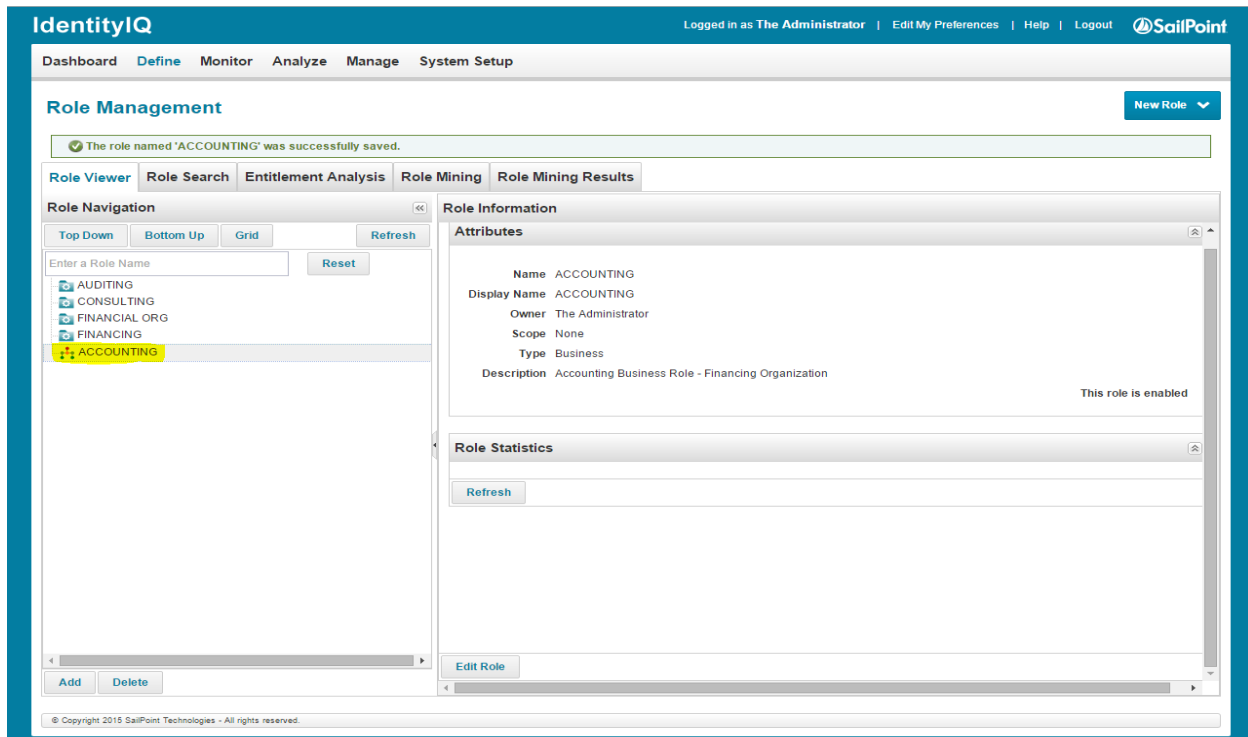 IdentityIQ
Logged in as The Administrator | Edit My Preferences | Help | Logout
SailPoint
Dashboard Define Monitor Analyze Manage System Setup
Role Management
New Role
The role named 'ACCOUNTING' was successfully saved.
Role Viewer Role Search Entitlement Analysis Role Mining Role Mining Results
Role Navigation
Top Down Bottom Up Grid Refresh
Enter a Role Name Reset
AUDITING
CONSULTING
FINANCIAL ORG
FINANCING
ACCOUNTING
Add Delete
Role Information
Attributes
Name ACCOUNTING
Display Name ACCOUNTING
Owner The Administrator
Scope None
Type Business
Description Accounting Business Role - Financing Organization
This role is enabled
Role Statistics
Refresh
Edit Role
© Copyright 2015 SailPoint Technologies - All rights reserved.